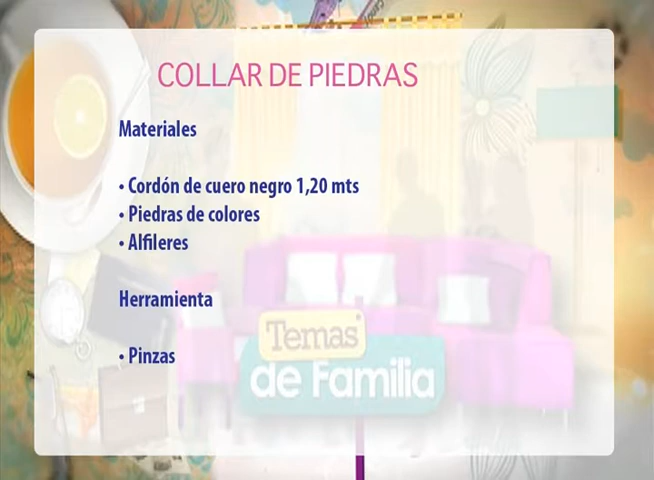 COLLAR DE PIEDRAS
Materiales
• Cordón de cuero negro 1,20 mts
• Piedras de colores
• Alfileres
Herramienta
• Pinzas
Temas
de Familia